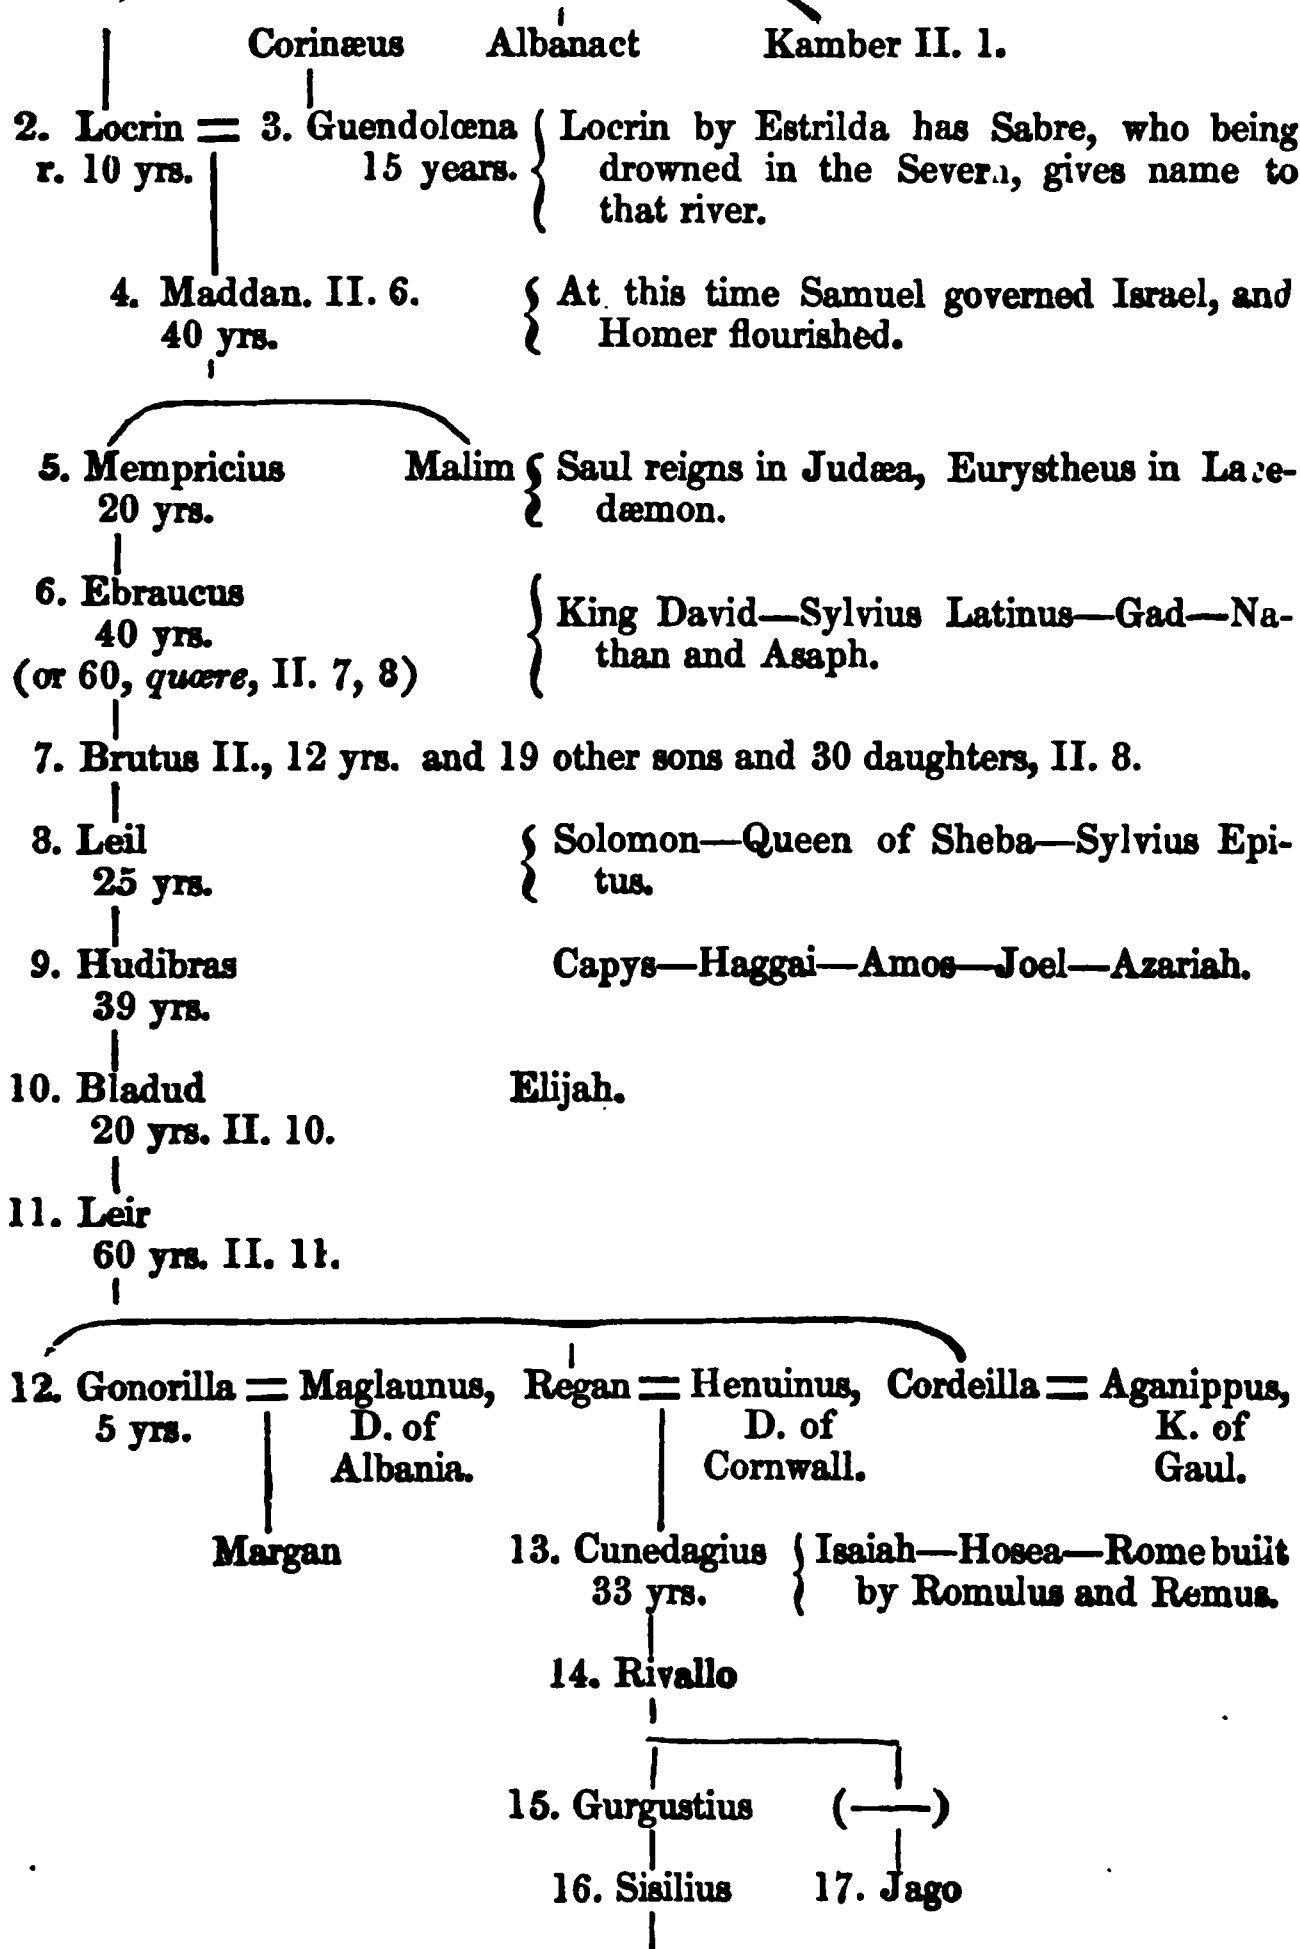 Corinæus Albanact Kamber II. 1.
2. Locrin = 3. Guendolœna { Locrin by Estrilda has Sabre, who being
r. 10 yrs. 15 years. drowned in the Severn, gives name to
that river.
4. Maddan. II. 6. { At this time Samuel governed Israel, and
40 yrs. Homer flourished.
5. Mempricius Malim { Saul reigns in Judæa, Eurystheus in Lace-
20 yrs. dæmon.
6. Ebraucus
40 yrs. { King David—Sylvius Latinus—Gad—Na-
(or 60, quære, II. 7, 8) than and Asaph.
7. Brutus II., 12 yrs. and 19 other sons and 30 daughters, II. 8.
8. Leil { Solomon—Queen of Sheba—Sylvius Epi-
25 yrs. tus.
9. Hudibras Capys—Haggai—Amos—Joel—Azariah.
39 yrs.
10. Bladud Elijah.
20 yrs. II. 10.
11. Leir
60 yrs. II. 11.
12. Gonorilla = Maglaunus, Regan = Henuinus, Cordeilla = Aganippus,
5 yrs. D. of D. of K. of
Albania. Cornwall. Gaul.
Margan 13. Cunedagius { Isaiah—Hosea—Rome built
33 yrs. by Romulus and Remus.
14. Rivallo
15. Gurgustius (——)
16. Sisilius 17. Jago